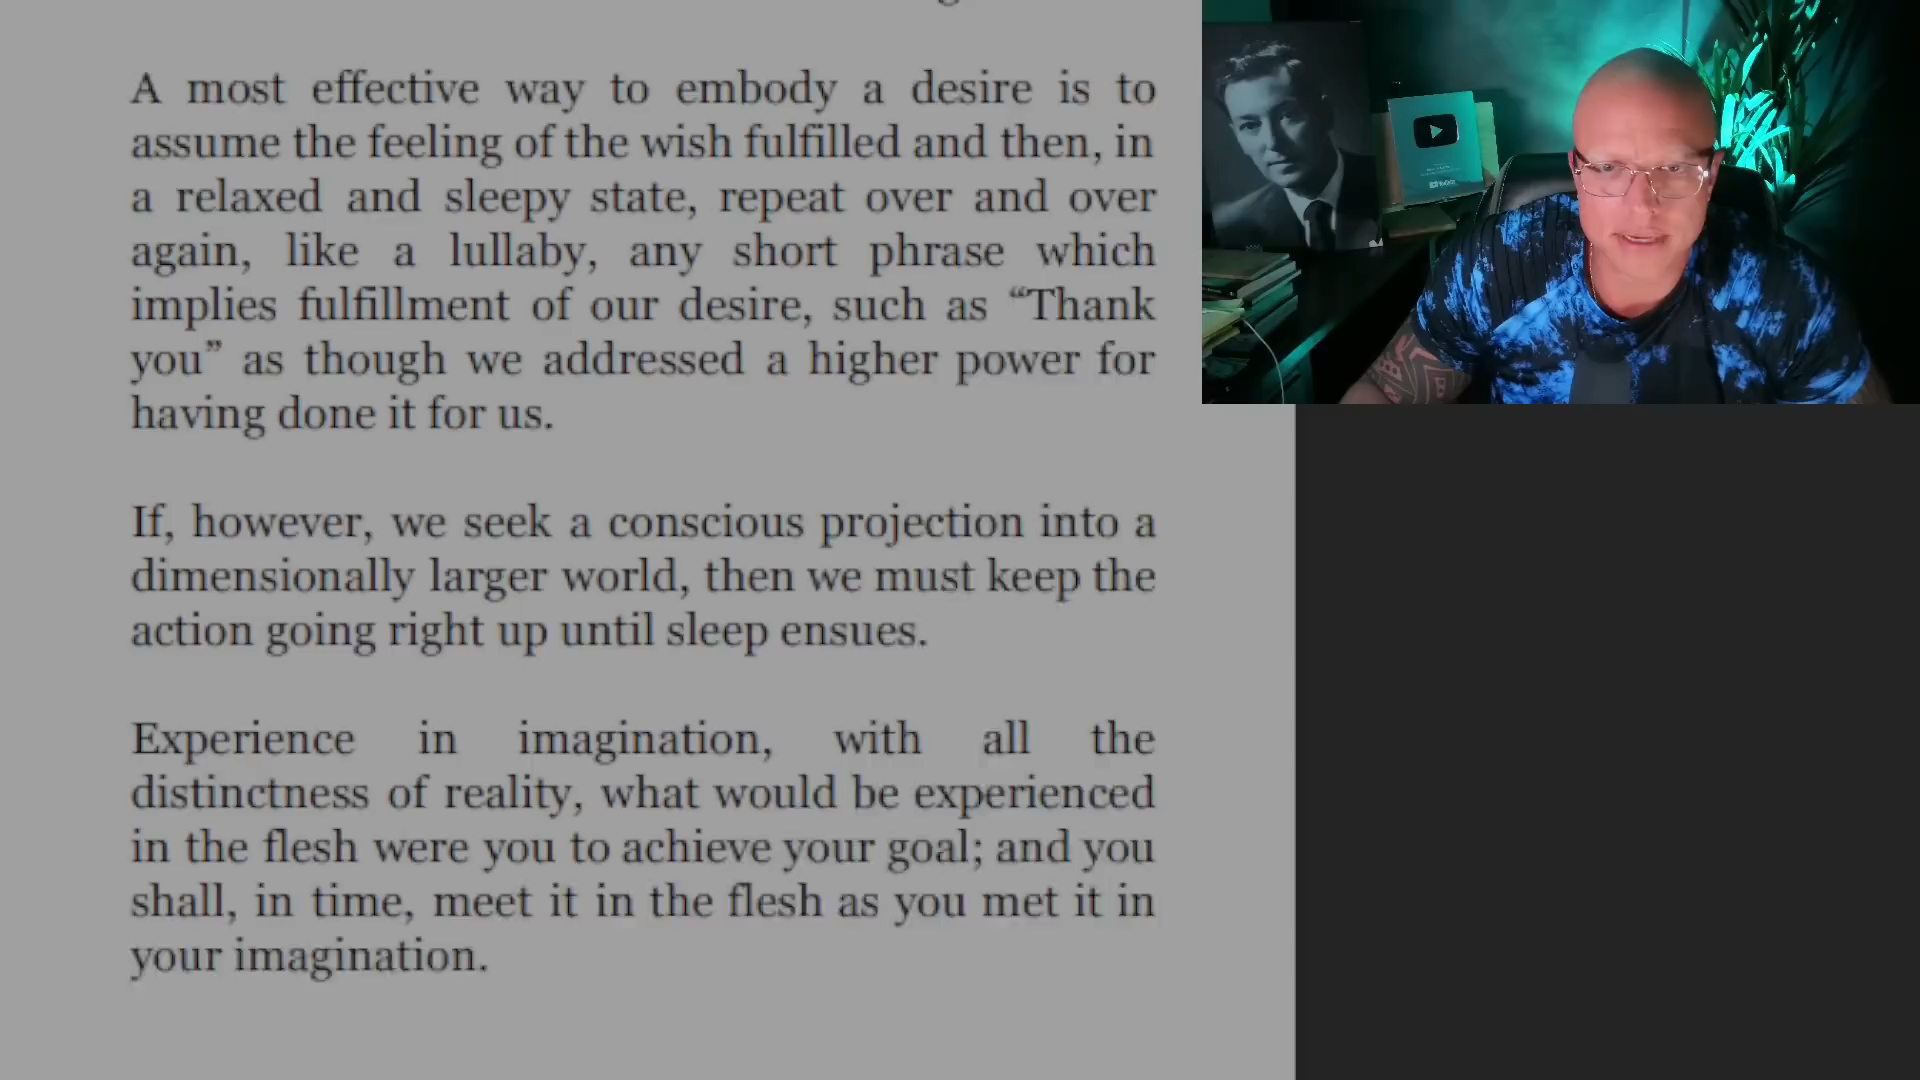 A most effective way to embody a desire is to
assume the feeling of the wish fulfilled and then, in
a relaxed and sleepy state, repeat over and over
again, like a lullaby, any short phrase which
implies fulfillment of our desire, such as “Thank
you” as though we addressed a higher power for
having done it for us.
If, however, we seek a conscious projection into a
dimensionally larger world, then we must keep the
action going right up until sleep ensues.
Experience in imagination, with all the
distinctness of reality, what would be experienced
in the flesh were you to achieve your goal; and you
shall, in time, meet it in the flesh as you met it in
your imagination.